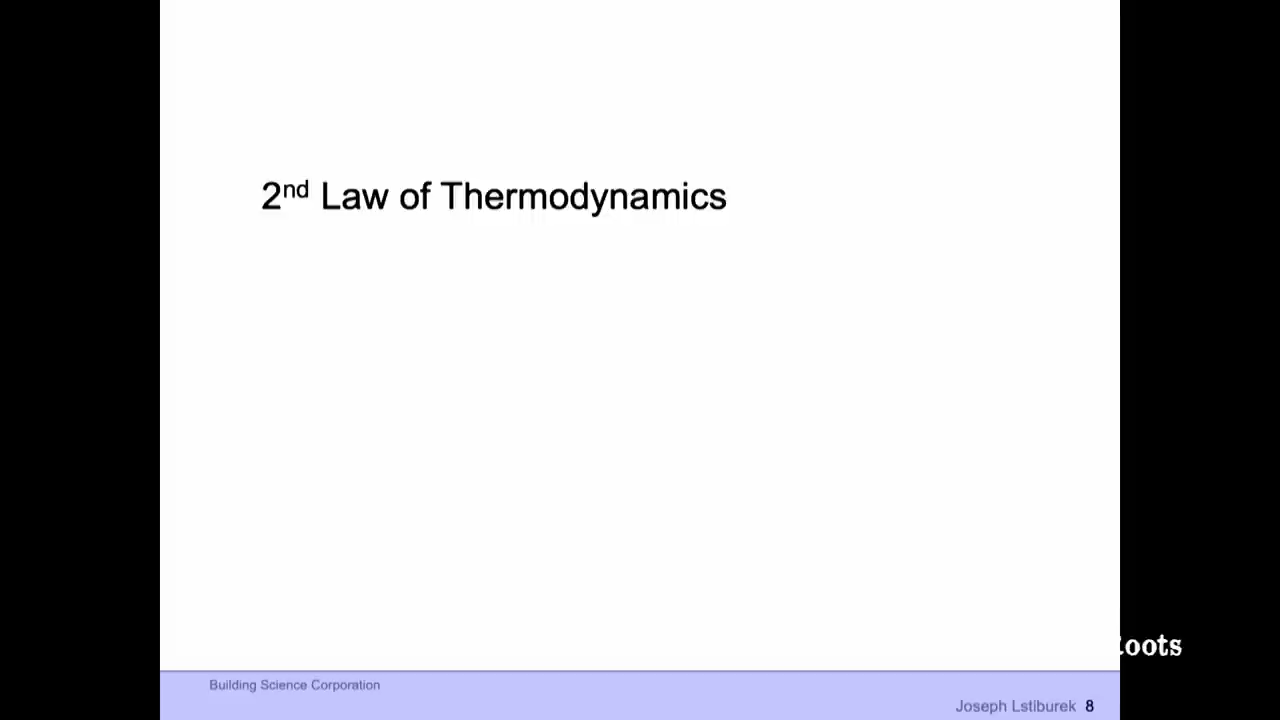 2nd Law of Thermodynamics
Building Science Corporation
Joseph Lstiburek 8